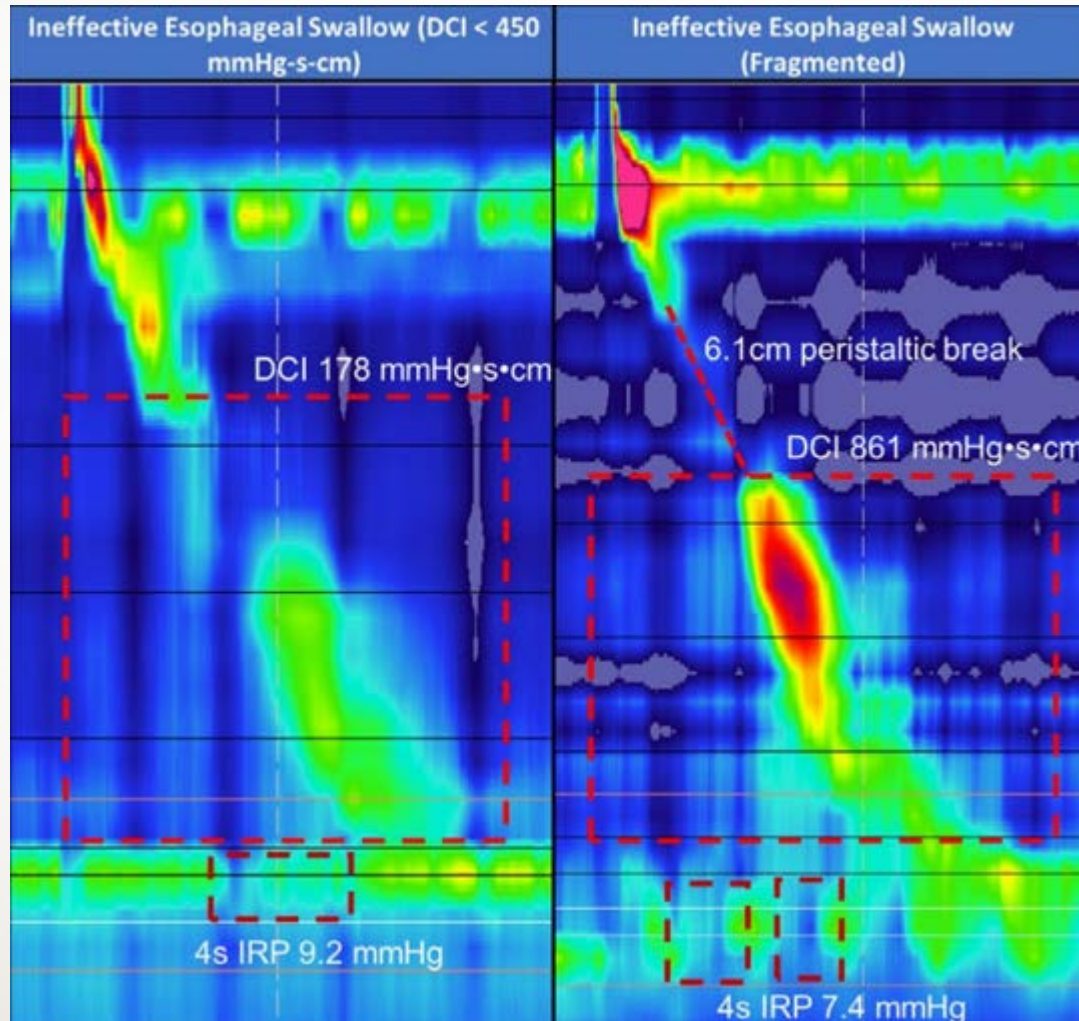 Ineffective Esophageal Swallow (DCI < 450
mmHg-s-cm)
Ineffective Esophageal Swallow
(Fragmented)
DCI 178 mmHg•s•cm
4s IRP 9.2 mmHg
6.1cm peristaltic break
DCI 861 mmHg•s•cm
4s IRP 7.4 mmHg